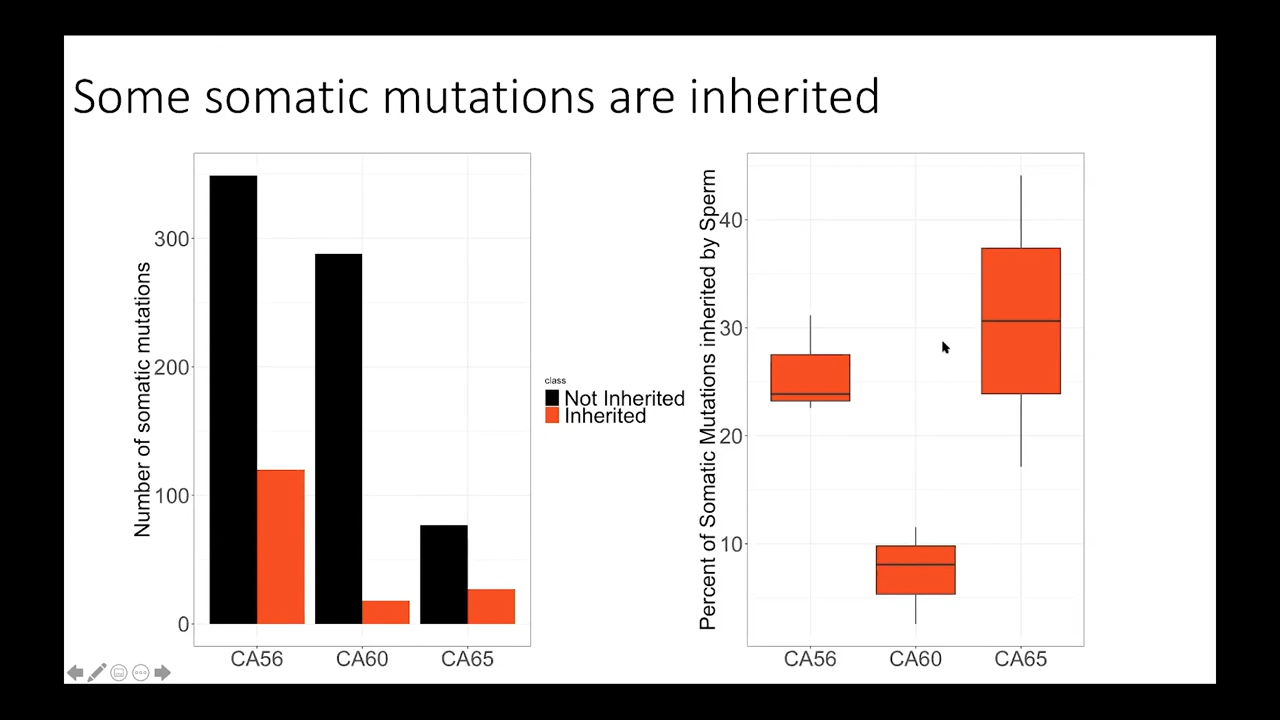 Some somatic mutations are inherited
Number of somatic mutations
300
200
100
0
CA56
CA60
CA65
class
Not Inherited
Inherited
Percent of Somatic Mutations inherited by Sperm
40
30
20
10
CA56
CA60
CA65